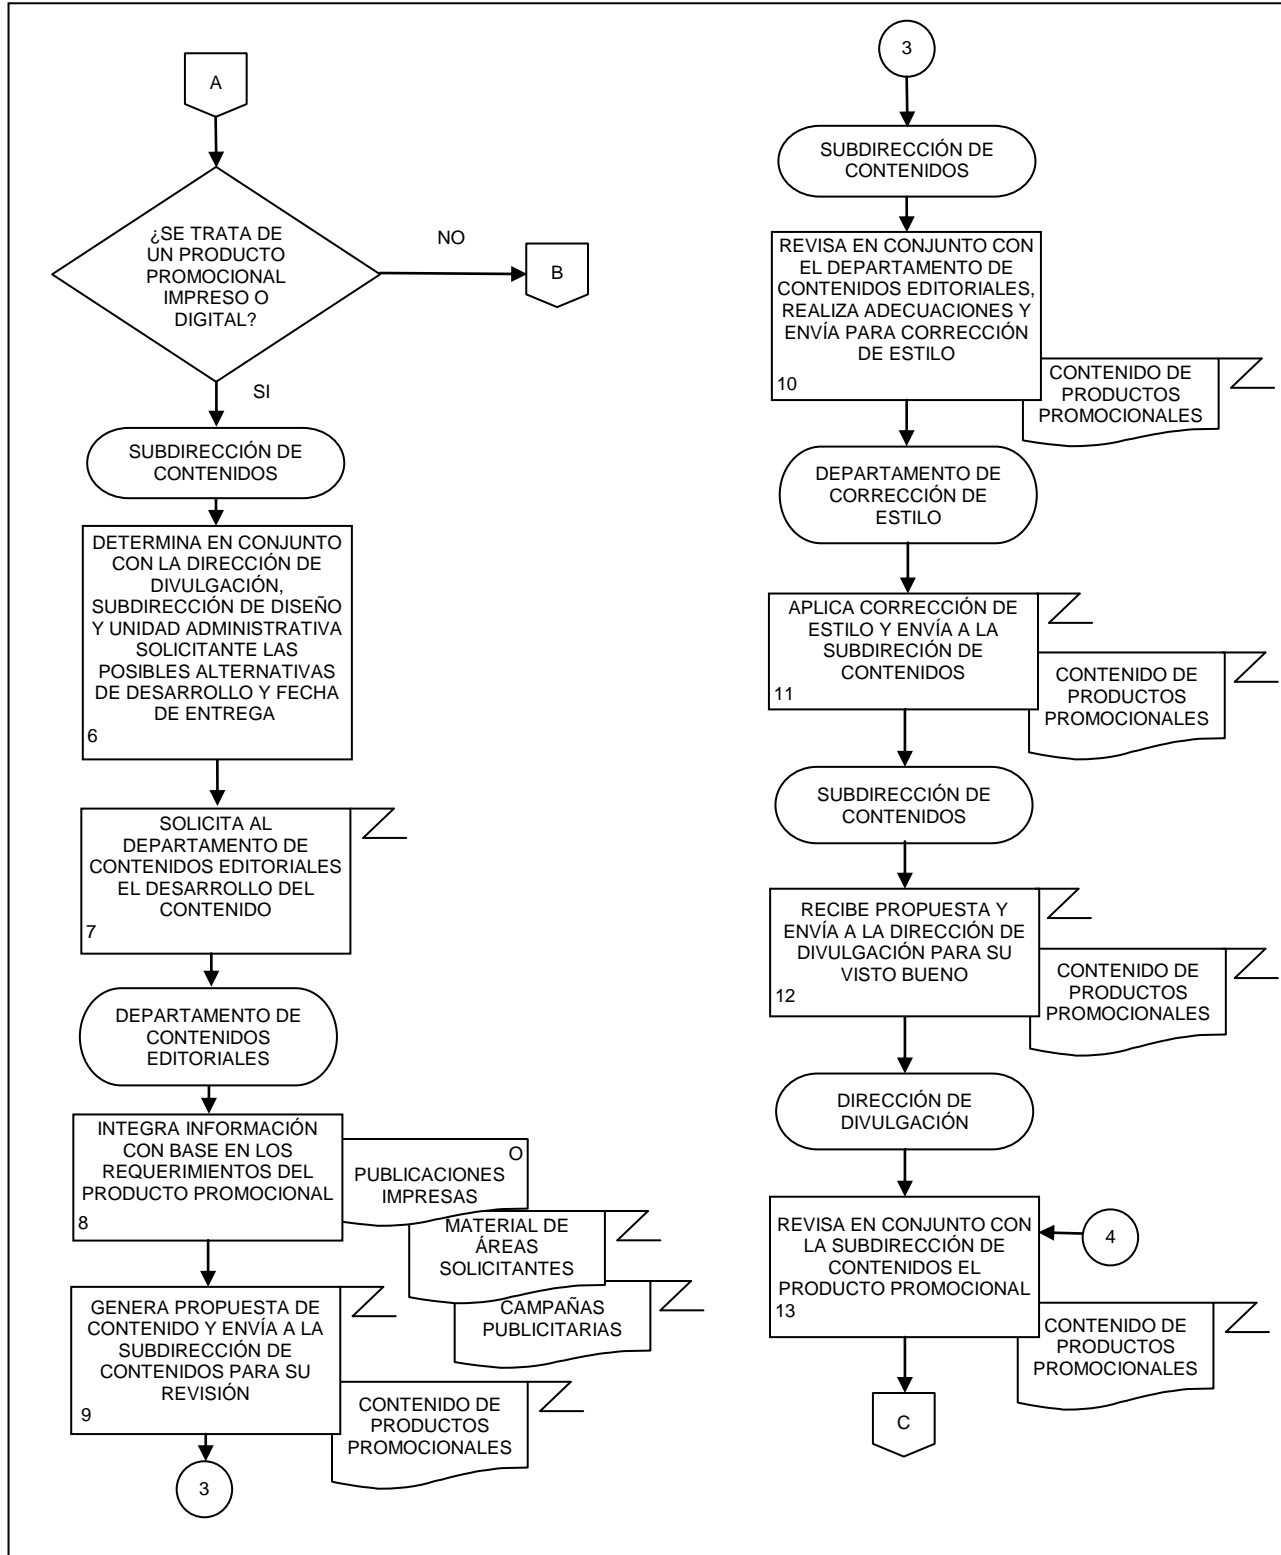 A
¿SE TRATA DE
UN PRODUCTO
PROMOCIONAL
IMPRESO O
DIGITAL?
NO
B
SI
SUBDIRECCIÓN DE
CONTENIDOS
DETERMINA EN CONJUNTO
CON LA DIRECCIÓN DE
DIVULGACIÓN,
SUBDIRECCIÓN DE DISEÑO
Y UNIDAD ADMINISTRATIVA
SOLICITANTE LAS
POSIBLES ALTERNATIVAS
DE DESARROLLO Y FECHA
DE ENTREGA
6
SOLICITA AL
DEPARTAMENTO DE
CONTENIDOS EDITORIALES
EL DESARROLLO DEL
CONTENIDO
7
DEPARTAMENTO DE
CONTENIDOS
EDITORIALES
INTEGRA INFORMACIÓN
CON BASE EN LOS
REQUERIMIENTOS DEL
PRODUCTO PROMOCIONAL
8
O
PUBLICACIONES
IMPRESAS
MATERIAL DE
ÁREAS
SOLICITANTES
CAMPAÑAS
PUBLICITARIAS
GENERA PROPUESTA DE
CONTENIDO Y ENVÍA A LA
SUBDIRECCIÓN DE
CONTENIDOS PARA SU
REVISIÓN
9
CONTENIDO DE
PRODUCTOS
PROMOCIONALES
3
3
SUBDIRECCIÓN DE
CONTENIDOS
REVISA EN CONJUNTO CON
EL DEPARTAMENTO DE
CONTENIDOS EDITORIALES,
REALIZA ADECUACIONES Y
ENVÍA PARA CORRECCIÓN
DE ESTILO
10
CONTENIDO DE
PRODUCTOS
PROMOCIONALES
DEPARTAMENTO DE
CORRECCIÓN DE
ESTILO
APLICA CORRECCIÓN DE
ESTILO Y ENVÍA A LA
SUBDIRECIÓN DE
CONTENIDOS
11
CONTENIDO DE
PRODUCTOS
PROMOCIONALES
SUBDIRECCIÓN DE
CONTENIDOS
RECIBE PROPUESTA Y
ENVÍA A LA DIRECCIÓN DE
DIVULGACIÓN PARA SU
VISTO BUENO
12
CONTENIDO DE
PRODUCTOS
PROMOCIONALES
DIRECCIÓN DE
DIVULGACIÓN
REVISA EN CONJUNTO CON
LA SUBDIRECCIÓN DE
CONTENIDOS EL
PRODUCTO PROMOCIONAL
13
4
CONTENIDO DE
PRODUCTOS
PROMOCIONALES
C